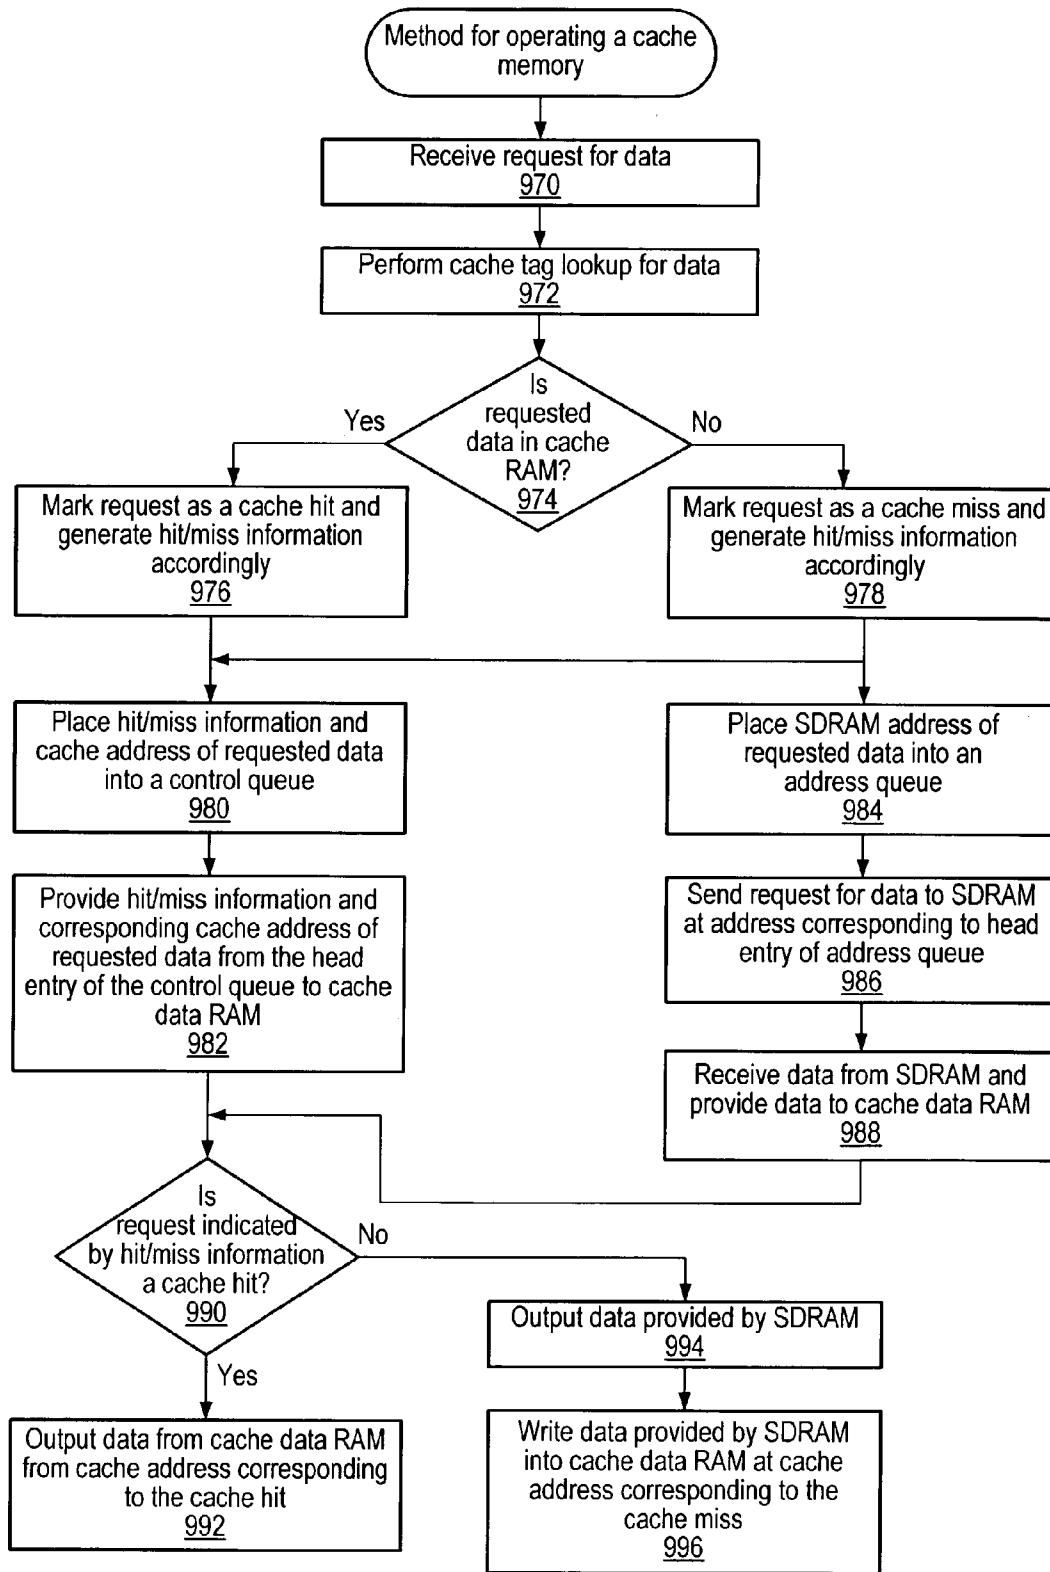 Method for operating a cache
memory
Receive request for data
970
Perform cache tag lookup for data
972
Is
requested
data in cache
RAM?
974
Yes
No
Mark request as a cache hit and
generate hit/miss information
accordingly
976
Mark request as a cache miss and
generate hit/miss information
accordingly
978
Place hit/miss information and
cache address of requested data
into a control queue
980
Place SDRAM address of
requested data into an
address queue
984
Provide hit/miss information and
corresponding cache address of
requested data from the head
entry of the control queue to cache
data RAM
982
Send request for data to SDRAM
at address corresponding to head
entry of address queue
986
Receive data from SDRAM and
provide data to cache data RAM
988
Is
request indicated
by hit/miss information
a cache hit?
990
No
Yes
Output data provided by SDRAM
994
Output data from cache data RAM
from cache address corresponding
to the cache hit
992
Write data provided by SDRAM
into cache data RAM at cache
address corresponding to the
cache miss
996